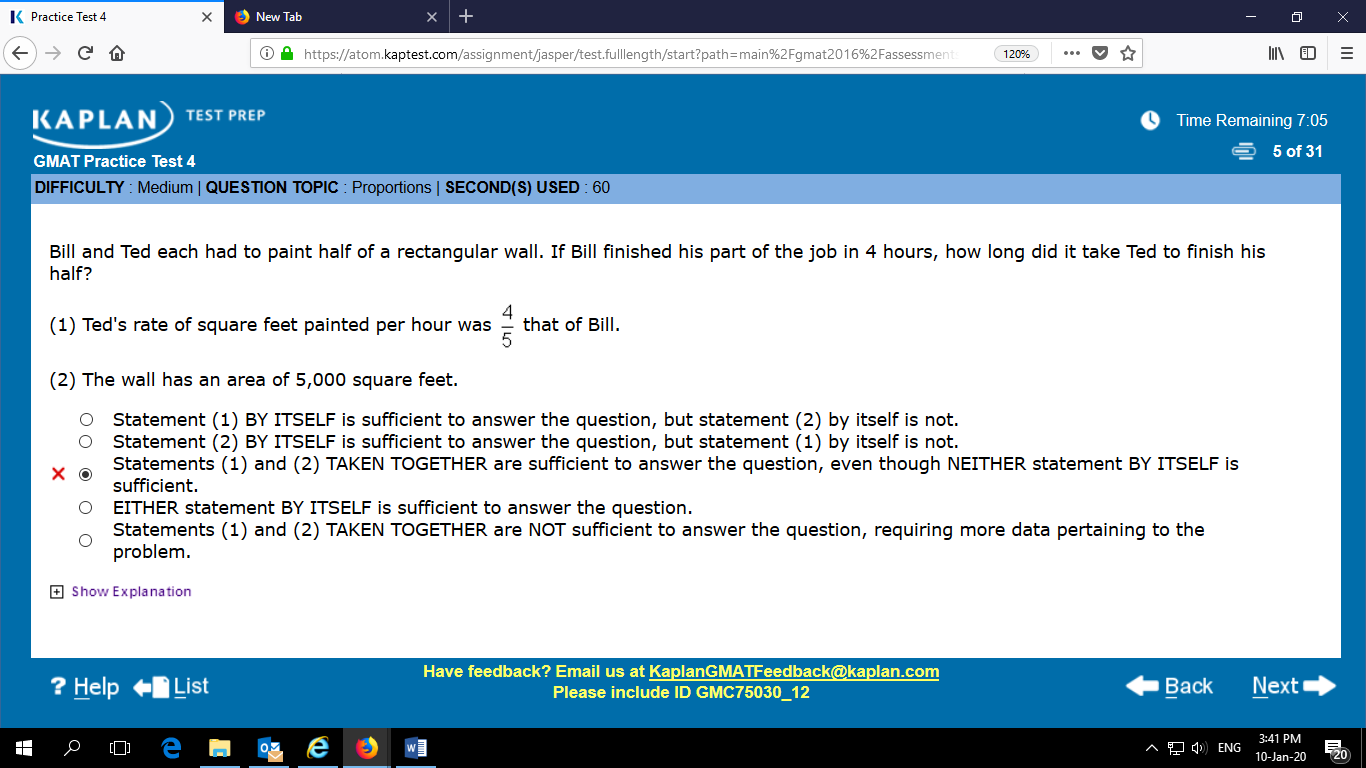 Practice Test 4
New Tab
https://atom.kaptest.com/assignment/jasper/test.fulllength/start?path=main%2Fgmat2016%2Fassessment
120%
KAPLAN TEST PREP
Time Remaining 7:05
GMAT Practice Test 4
5 of 31
DIFFICULTY : Medium | QUESTION TOPIC : Proportions | SECOND(S) USED : 60
Bill and Ted each had to paint half of a rectangular wall. If Bill finished his part of the job in 4 hours, how long did it take Ted to finish his
half?
(1) Ted's rate of square feet painted per hour was 4/5 that of Bill.
(2) The wall has an area of 5,000 square feet.
Statement (1) BY ITSELF is sufficient to answer the question, but statement (2) by itself is not.
Statement (2) BY ITSELF is sufficient to answer the question, but statement (1) by itself is not.
Statements (1) and (2) TAKEN TOGETHER are sufficient to answer the question, even though NEITHER statement BY ITSELF is
sufficient.
EITHER statement BY ITSELF is sufficient to answer the question.
Statements (1) and (2) TAKEN TOGETHER are NOT sufficient to answer the question, requiring more data pertaining to the
problem.
Show Explanation
Have feedback? Email us at KaplanGMATFeedback@kaplan.com
Please include ID GMC75030_12
? Help
List
Back
Next
ENG
3:41 PM
10-Jan-20
20